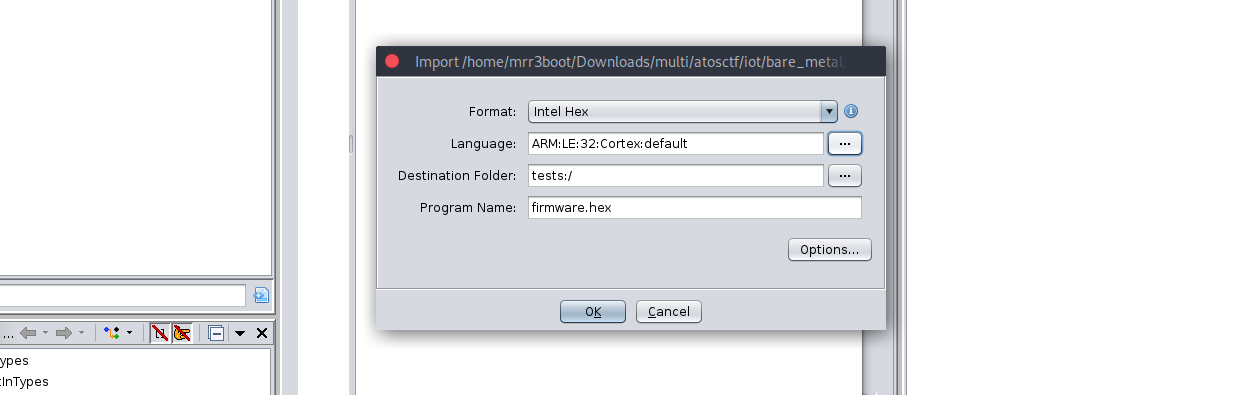 Import /home/mrr3boot/Downloads/multi/atosctf/iot/bare_metal
Format: Intel Hex
Language: ARM:LE:32:Cortex:default ...
Destination Folder: tests:/ ...
Program Name: firmware.hex
Options...
OK Cancel
...
ypes
tInTypes